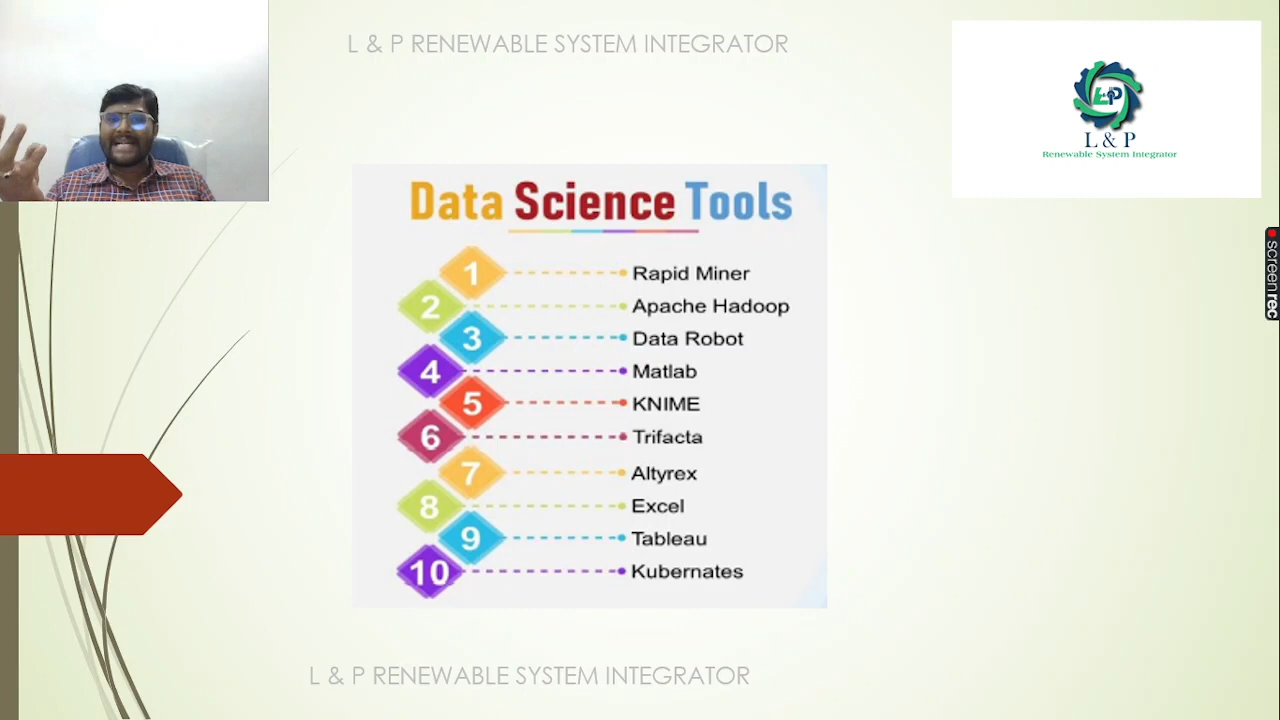 L & P RENEWABLE SYSTEM INTEGRATOR
L&P
L & P
Renewable System Integrator
Data Science Tools
1 Rapid Miner
2 Apache Hadoop
3 Data Robot
4 Matlab
5 KNIME
6 Trifacta
7 Altyrex
8 Excel
9 Tableau
10 Kubernates
screenrec
L & P RENEWABLE SYSTEM INTEGRATOR